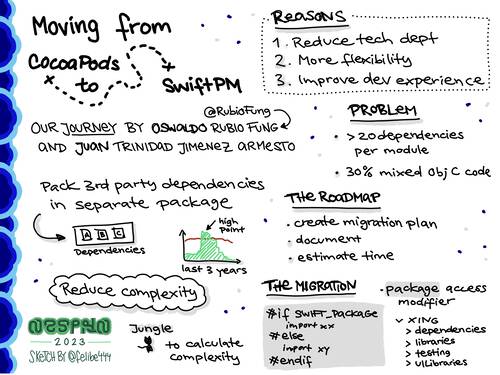 Moving from
CocoaPods
to
SwiftPM
@RubioFung
OUR JOURNEY BY OSWALDO RUBIO FUNG
AND JUAN TRINIDAD JIMENEZ ARMESTO
Reasons
1. Reduce tech dept
2. More flexibility
3. Improve dev experience
PROBLEM
• > 20 dependencies
per module
• 30% mixed Obj C code
Pack 3rd party dependencies
in separate package
A B C
Dependencies
high
point
last 3 years
THE ROADMAP
• create migration plan
• document
• estimate time
Reduce complexity
NSSPAIN
2023
SKETCH BY @felibe444
Jungle
to calculate
complexity
THE MIGRATION
#if SWIFT_Package
import xx
#else
import xy
#endif
• package access
modifier
v XING
> dependencies
> libraries
> testing
> UILibraries